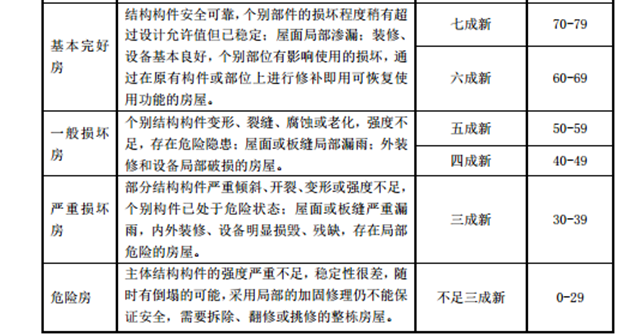 基本完好房
结构构件安全可靠，个别部件的损坏程度稍有超
过设计允许值但已稳定；屋面局部渗漏；装修、
设备基本良好，个别部位有影响使用的损坏，通
过在原有构件或部位上进行修补即用可恢复使
用功能的房屋。
七成新
70-79
六成新
60-69
一般损坏房
个别结构构件变形、裂缝、腐蚀或老化，强度不
足，存在危险隐患；屋面或板缝局部漏雨；外装
修和设备局部破损的房屋。
五成新
50-59
四成新
40-49
严重损坏房
部分结构构件严重倾斜、开裂、变形或强度不足，
个别构件已处于危险状态；屋面或板缝严重漏
雨，内外装修、设备明显损毁、残缺，存在局部
危险的房屋。
三成新
30-39
危险房
主体结构构件的强度严重不足，稳定性很差，随
时有倒塌的可能，采用局部的加固修理仍不能保
证安全，需要拆除、翻修或挑修的整栋房屋。
不足三成新
0-29